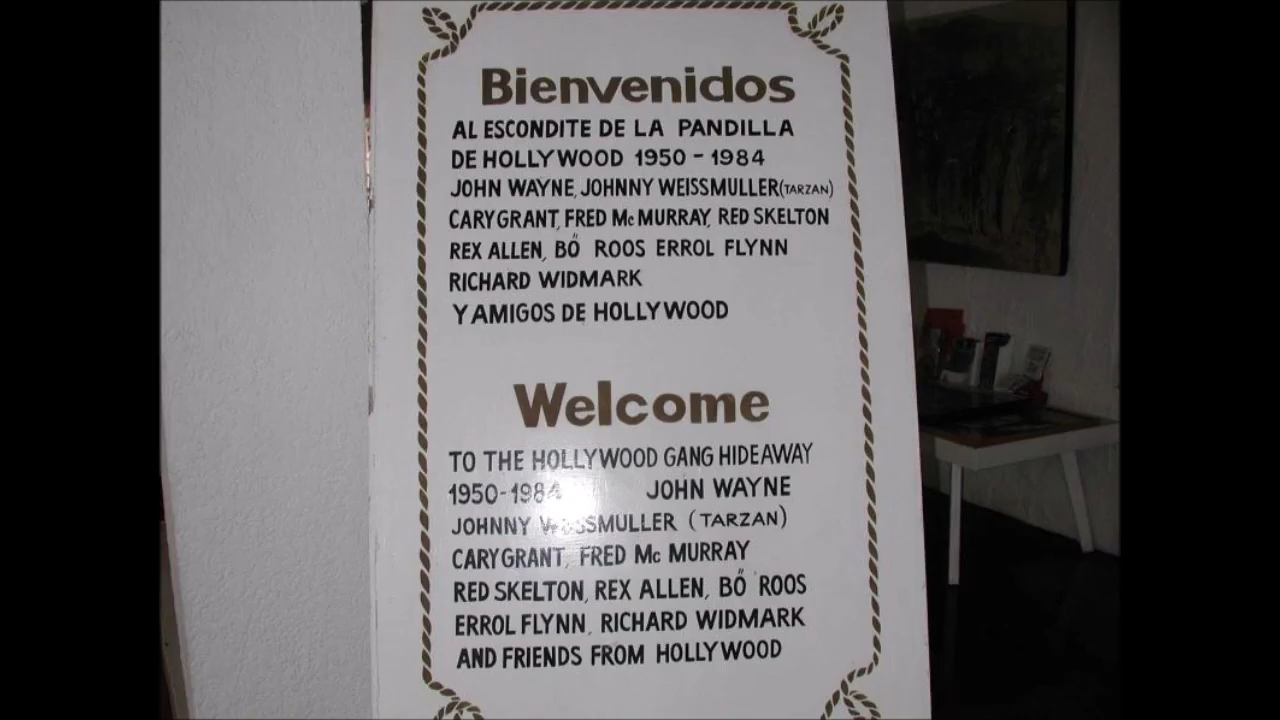 Bienvenidos
AL ESCONDITE DE LA PANDILLA
DE HOLLYWOOD 1950 - 1984
JOHN WAYNE, JOHNNY WEISSMULLER (TARZAN)
CARY GRANT, FRED Mc MURRAY, RED SKELTON
REX ALLEN, BŐ ROOS ERROL FLYNN
RICHARD WIDMARK
Y AMIGOS DE HOLLYWOOD
Welcome
TO THE HOLLYWOOD GANG HIDEAWAY
1950-1984 JOHN WAYNE
JOHNNY WEISSMULLER (TARZAN)
CARY GRANT, FRED Mc MURRAY
RED SKELTON, REX ALLEN, BŐ ROOS
ERROL FLYNN, RICHARD WIDMARK
AND FRIENDS FROM HOLLYWOOD